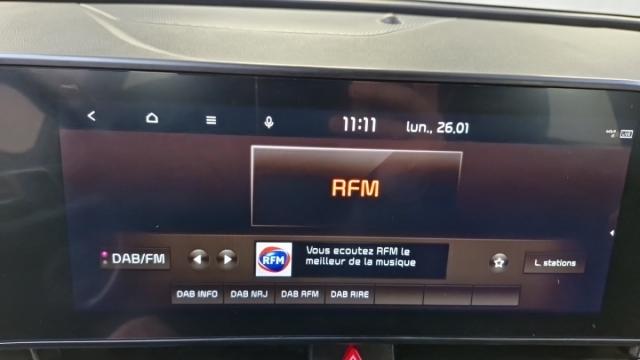 11:11 lun., 26.01
RFM
DAB/FM
RFM
Vous ecoutez RFM le
meilleur de la musique
L. stations
DAB INFO DAB NRJ DAB RFM DAB RIRE